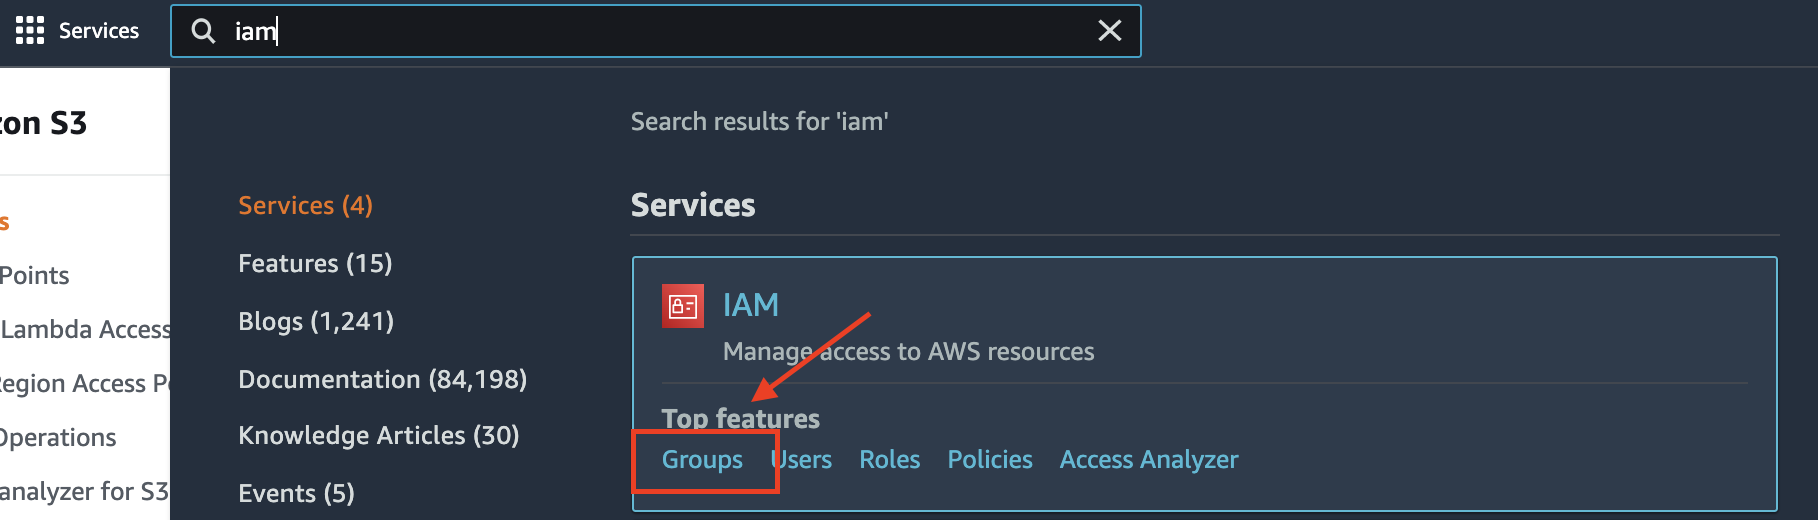 Services
iam
zon S3
s
Points
Lambda Access
Region Access Po
Operations
analyzer for S3
Services (4)
Features (15)
Blogs (1,241)
Documentation (84,198)
Knowledge Articles (30)
Events (5)
Search results for 'iam'
Services
IAM
Manage access to AWS resources
Top features
Groups Users Roles Policies Access Analyzer